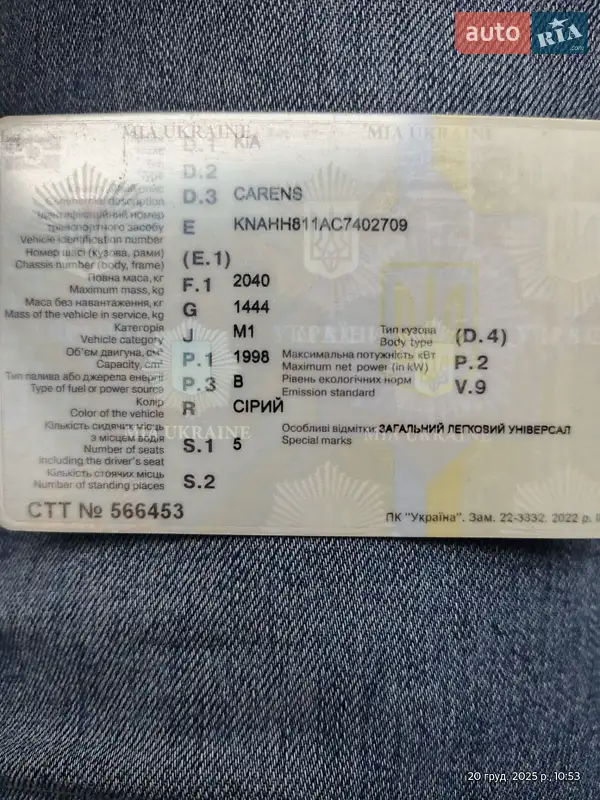 auto RIA .com
MIA UKRAINE MIA UKRAINE
D.1 KIA
D.2
Commercial description D.3 CARENS
Ідентифікаційний номер
транспортного засобу E KNAHH811AC7402709
Vehicle identification number
Номер шасі (кузова, рами) (E.1)
Chassis number (body, frame)
Повна маса, кг F.1 2040
Maximum mass, kg
Маса без навантаження, кг G 1444
Mass of the vehicle in service, kg
Категорія J M1 Тип кузова (D.4)
Vehicle category Body type
Об'єм двигуна, см³ P.1 1998 Максимальна потужність кВт P.2
Capacity, cm³ Maximum net power (in kW)
Тип палива або джерела енергії P.3 B Рівень екологічних норм V.9
Type of fuel or power source Emission standard
Колір R СІРИЙ
Color of the vehicle
Кількість сидячих місць Особливі відмітки: ЗАГАЛЬНИЙ ЛЕГКОВИЙ УНІВЕРСАЛ
з місцем водія S.1 5 Special marks
Number of seats
including the driver's seat
Кількість стоячих місць S.2
Number of standing places
СТТ № 566453
ПК "Україна". Зам. 22-3332. 2022 р.
20 груд. 2025 р., 10:53